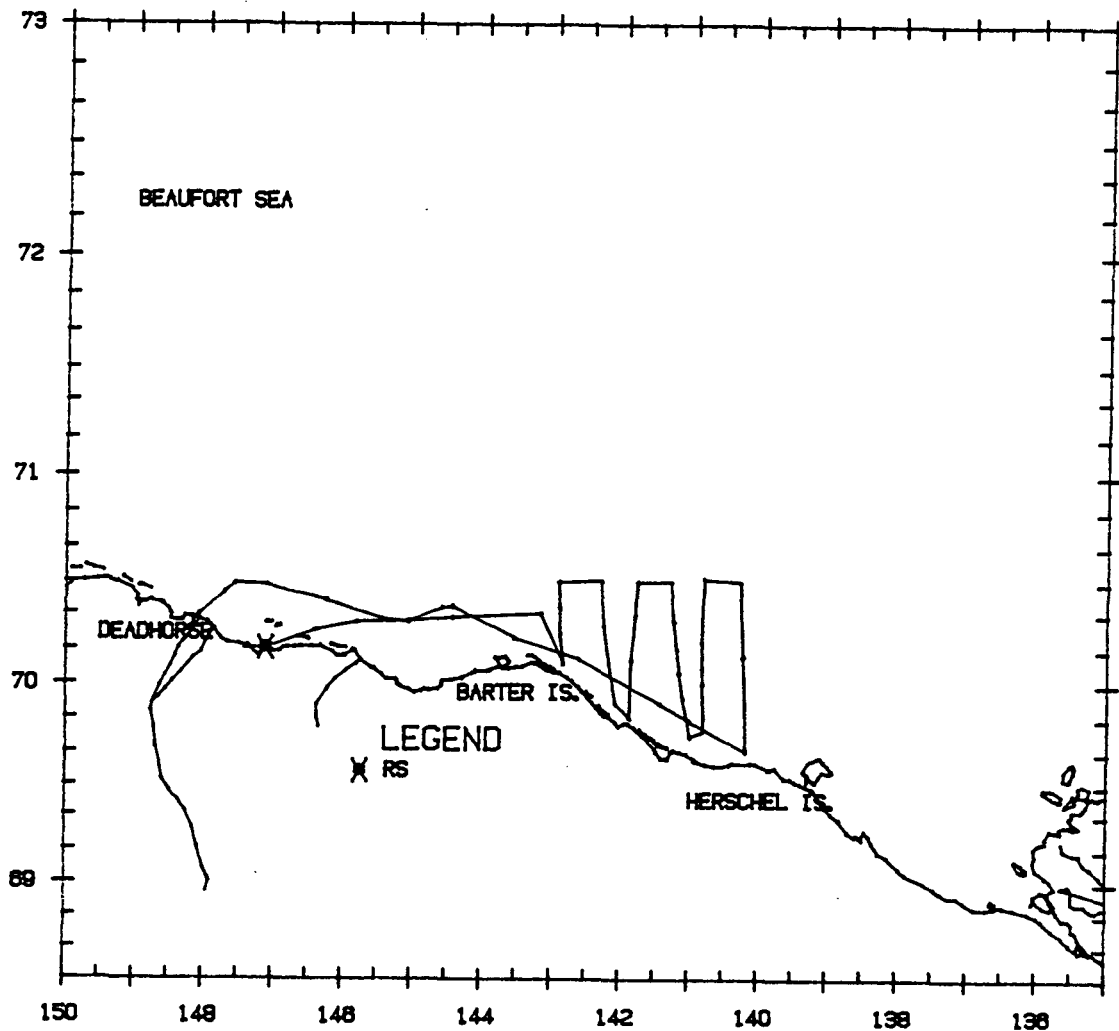 73
BEAUFORT SEA
72
71
DEADHORSE
70
BARTER IS.
LEGEND
RS
HERSCHEL IS.
69
150 148 146 144 142 140 138 136